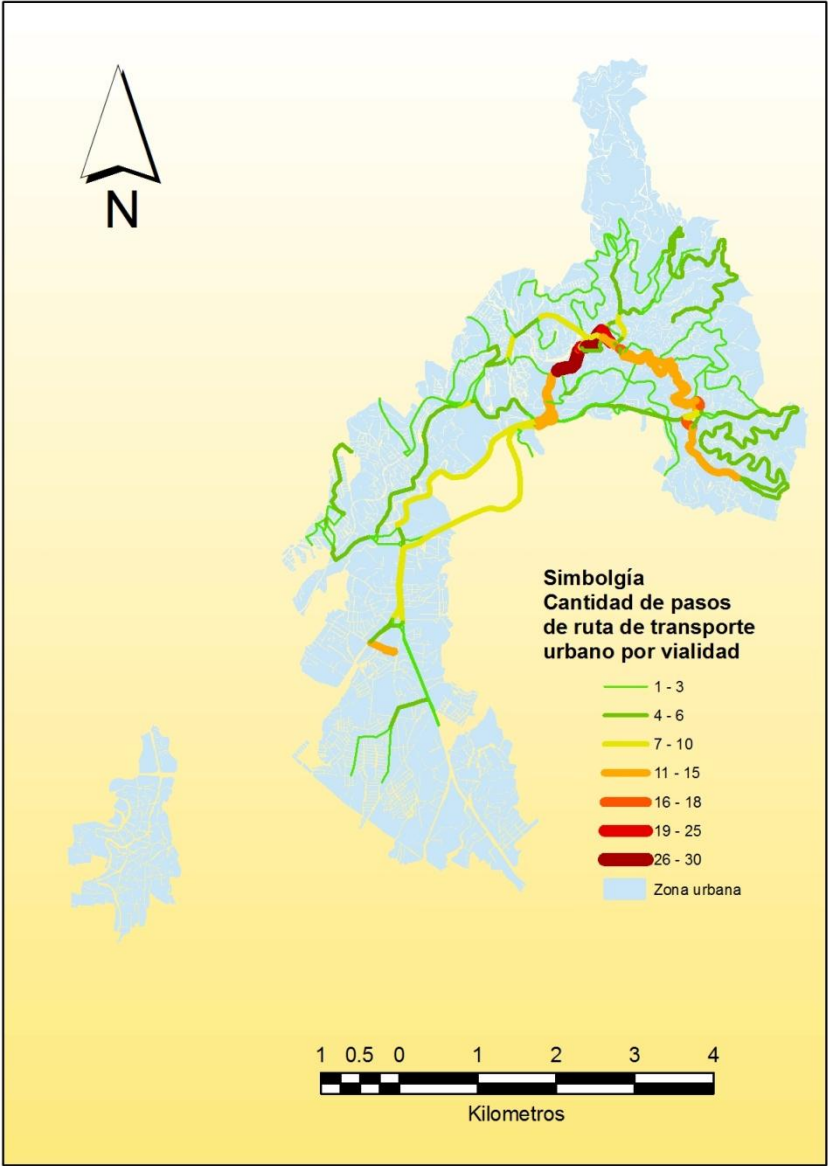 N
Simbolgía
Cantidad de pasos
de ruta de transporte
urbano por vialidad
1 - 3
4 - 6
7 - 10
11 - 15
16 - 18
19 - 25
26 - 30
Zona urbana
1 0.5 0 1 2 3 4
Kilometros